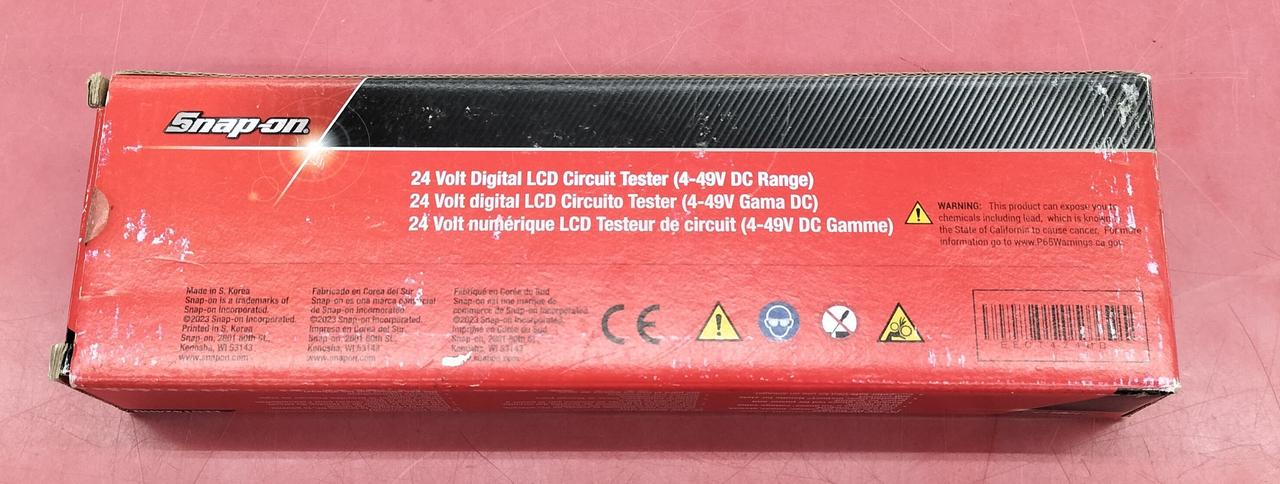 Snap-on
24 Volt Digital LCD Circuit Tester (4-49V DC Range)
24 Volt digital LCD Circuito Tester (4-49V Gama DC)
24 Volt numérique LCD Testeur de circuit (4-49V DC Gamme)
WARNING: This product can expose you to
chemicals including lead, which is known
the State of California to cause cancer. For more
information go to www.P65Warnings.ca.gov
Made in S. Korea
Snap-on is a trademarks of
Snap-on Incorporated.
©2023 Snap-on Incorporated.
Printed in S. Korea
Snap-on, 2801 80th St.,
Kenosha, WI 53143
www.snapon.com
Fabricado en Corea del Sur
Snap-on es una marca comercial
de Snap-on Incorporated.
©2023 Snap-on Incorporated.
Impreso en Corea del Sur.
Snap-on, 2801 80th St.,
Kenosha, WI 53143
www.snapon.com
Fabriqué en Corée du Sud
Snap-on est une marque de
commerce de Snap-on Incorporated.
©2023 Snap-on Incorporated.
Imprimé en Corée du Sud.
Snap-on, 2801 80th St.,
Kenosha, WI 53143
www.snapon.com
CE